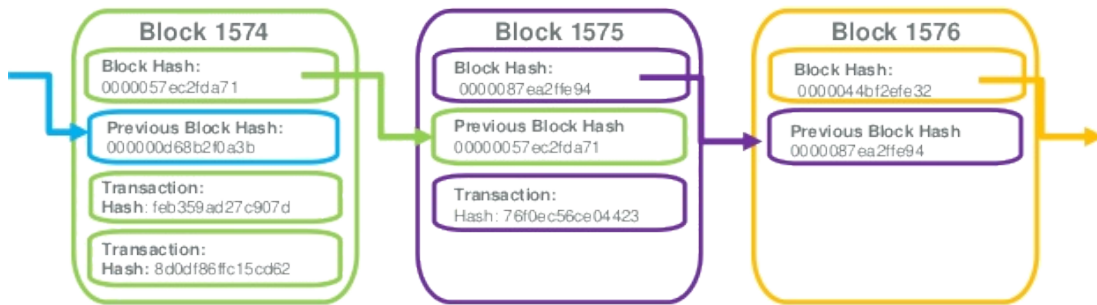 Block 1574
Block Hash:
0000057ec2fda71
Previous Block Hash:
000000d68b2f0a3b
Transaction:
Hash: feb359ad27c907d
Transaction:
Hash: 8d0df86ffc15cd62
Block 1575
Block Hash:
0000087ea2ffe94
Previous Block Hash
00000057ec2fda71
Transaction:
Hash: 76f0ec56ce04423
Block 1576
Block Hash:
0000044bf2efe32
Previous Block Hash
0000087ea2ffe94